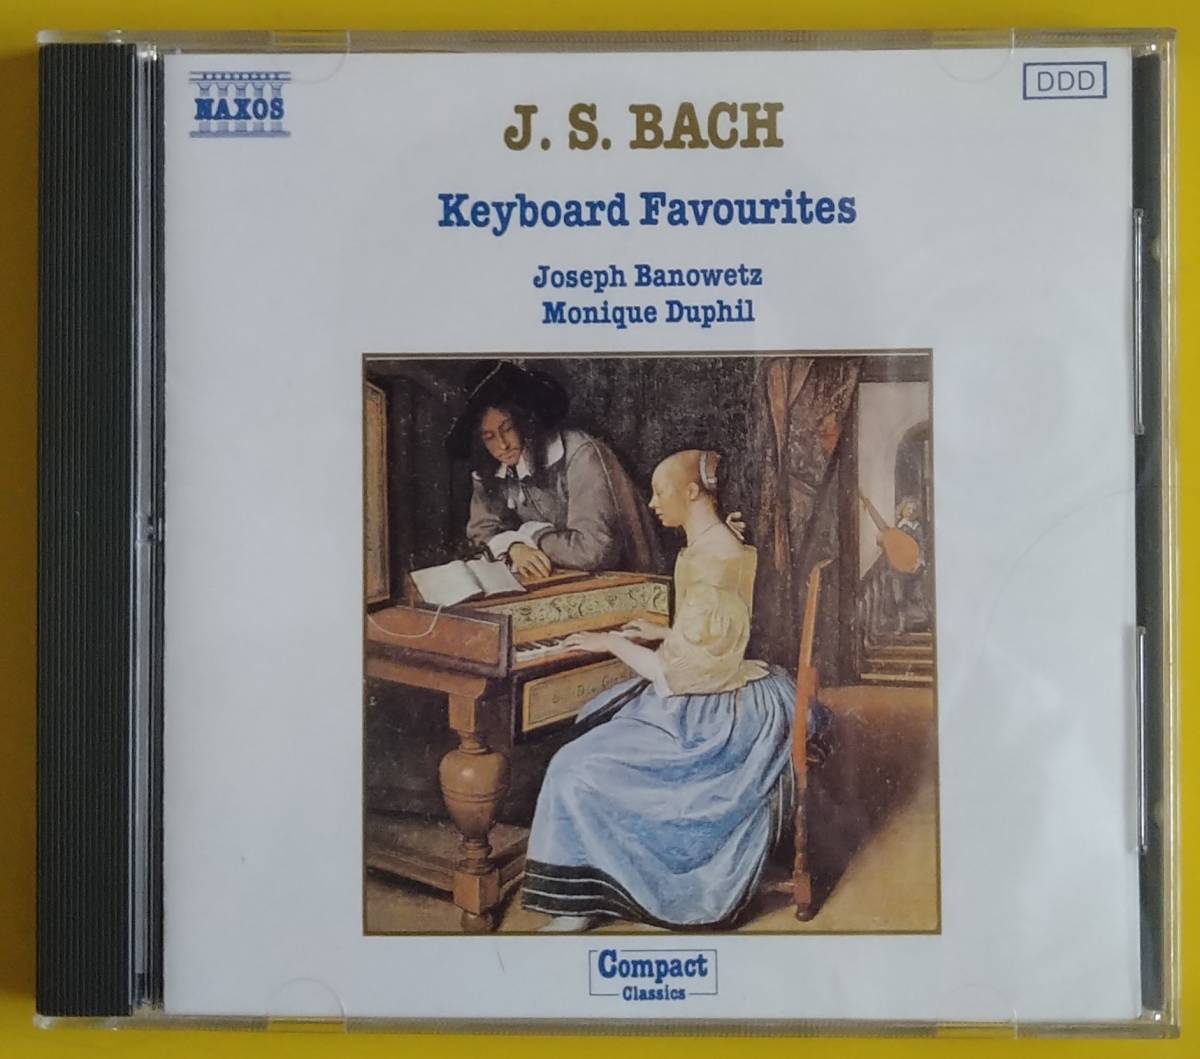 NAXOS
DDD
J. S. BACH
Keyboard Favourites
Joseph Banowetz
Monique Duphil
Compact
Classics